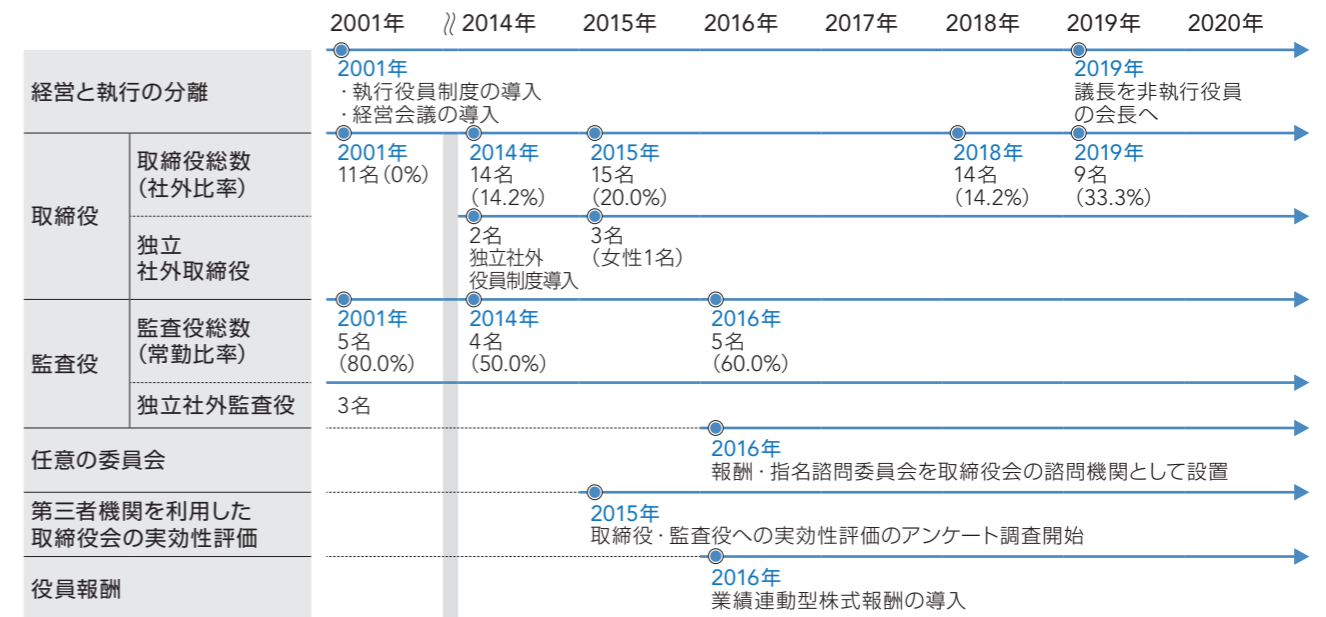 2001年 2014年 2015年 2016年 2017年 2018年 2019年 2020年
経営と執行の分離
2001年
・執行役員制度の導入
・経営会議の導入
2019年
議長を非執行役員
の会長へ
取締役
取締役総数
（社外比率）
2001年
11名（0%）
2014年
14名
（14.2%）
2015年
15名
（20.0%）
2018年
14名
（14.2%）
2019年
9名
（33.3%）
独立
社外取締役
2名
独立社外
役員制度導入
3名
（女性1名）
監査役
監査役総数
（常勤比率）
2001年
5名
（80.0%）
2014年
4名
（50.0%）
2016年
5名
（60.0%）
独立社外監査役
3名
任意の委員会
2016年
報酬・指名諮問委員会を取締役会の諮問機関として設置
第三者機関を利用した
取締役会の実効性評価
2015年
取締役・監査役への実効性評価のアンケート調査開始
役員報酬
2016年
業績連動型株式報酬の導入